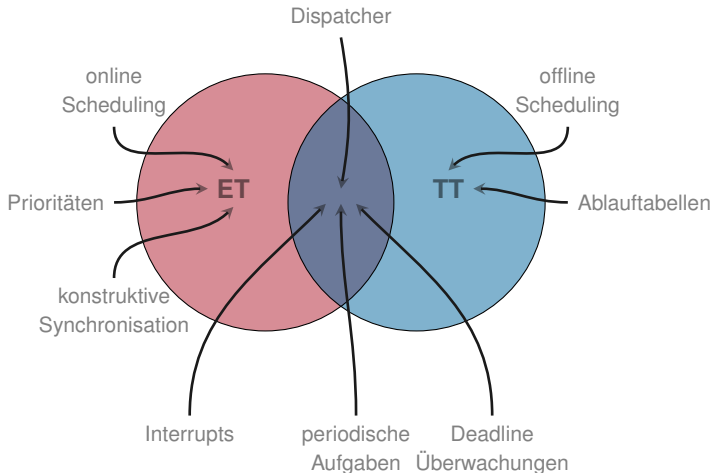 Dispatcher
online
Scheduling
offline
Scheduling
Prioritäten
ET
TT
Ablauftabellen
konstruktive
Synchronisation
Interrupts
periodische
Aufgaben
Deadline
Überwachungen